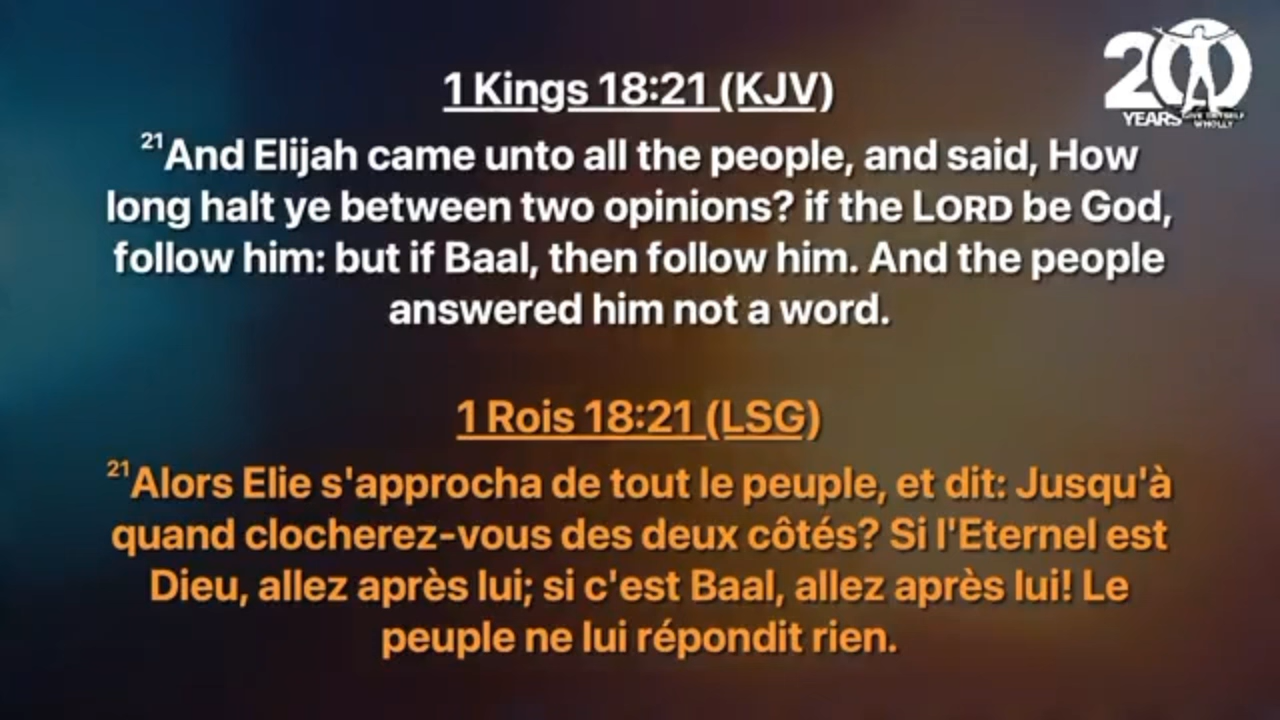 20
YEARS GIVE THYSELF
WHOLLY
1 Kings 18:21 (KJV)
21And Elijah came unto all the people, and said, How
long halt ye between two opinions? if the LORD be God,
follow him: but if Baal, then follow him. And the people
answered him not a word.
1 Rois 18:21 (LSG)
21Alors Elie s'approcha de tout le peuple, et dit: Jusqu'à
quand clocherez-vous des deux côtés? Si l'Eternel est
Dieu, allez après lui; si c'est Baal, allez après lui! Le
peuple ne lui répondit rien.